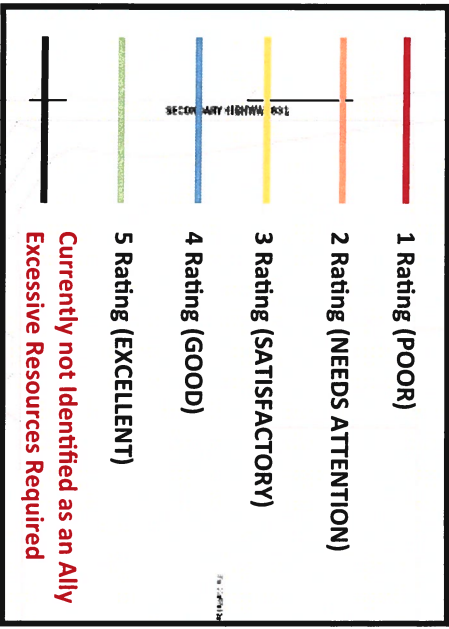 1 Rating (POOR)
2 Rating (NEEDS ATTENTION)
3 Rating (SATISFACTORY)
4 Rating (GOOD)
5 Rating (EXCELLENT)
Currently not Identified as an Ally
Excessive Resources Required